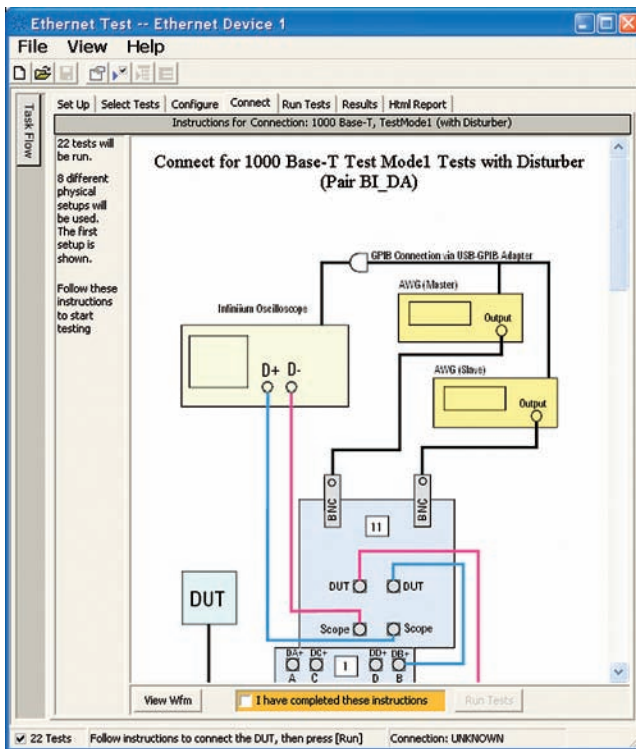 Ethernet Test -- Ethernet Device 1
File View Help
Task Flow
Set Up Select Tests Configure Connect Run Tests Results Html Report
Instructions for Connection: 1000 Base-T, TestMode1 (with Disturber)
22 tests will
be run.
8 different
physical
setups will
be used.
The first
setup is
shown.
Follow these
instructions
to start
testing
Connect for 1000 Base-T Test Mode1 Tests with Disturber
(Pair BI_DA)
GPIB Connection via USB-GPIB Adapter
AWG (Master)
Infiniium Oscilloscope
Output
D+ D-
AWG (Slave)
Output
BNC BNC
11
DUT DUT
DUT
Scope Scope
DA+ DC+ DD+ DB+
1
A C D B
View Wfm I have completed these instructions Run Tests
22 Tests Follow instructions to connect the DUT, then press [Run] Connection: UNKNOWN